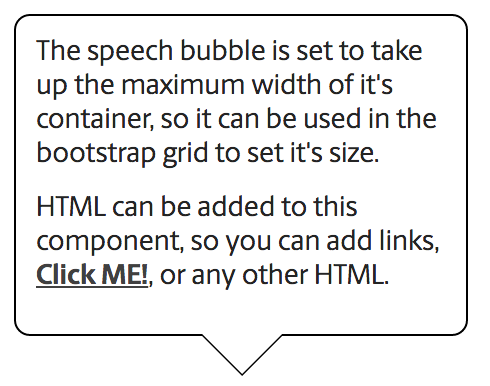 The speech bubble is set to take
up the maximum width of it's
container, so it can be used in the
bootstrap grid to set it's size.
HTML can be added to this
component, so you can add links,
Click ME!, or any other HTML.